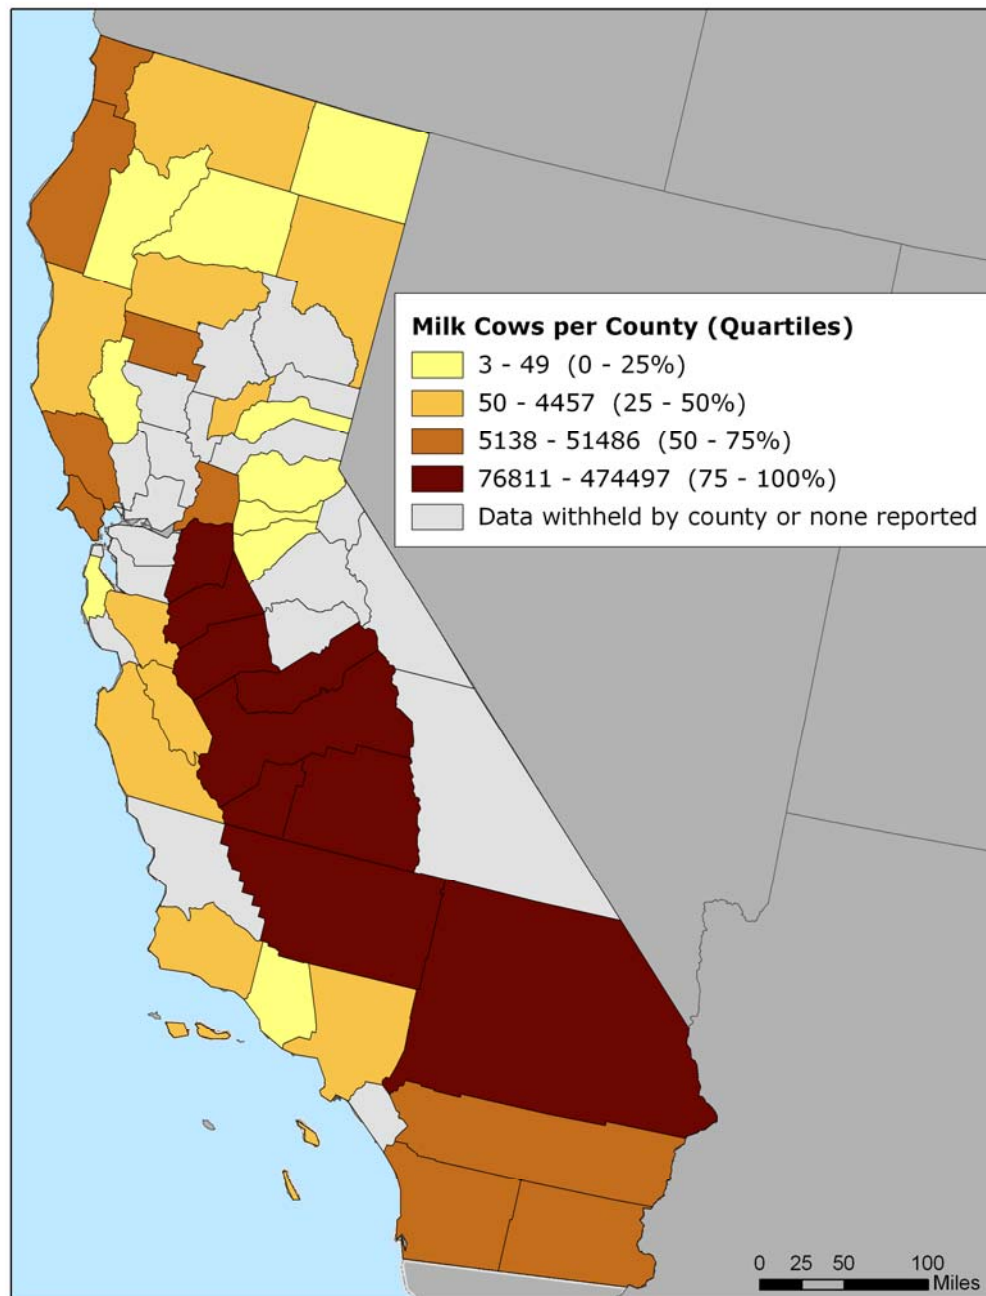 Milk Cows per County (Quartiles)
3 - 49 (0 - 25%)
50 - 4457 (25 - 50%)
5138 - 51486 (50 - 75%)
76811 - 474497 (75 - 100%)
Data withheld by county or none reported
0 25 50 100
Miles